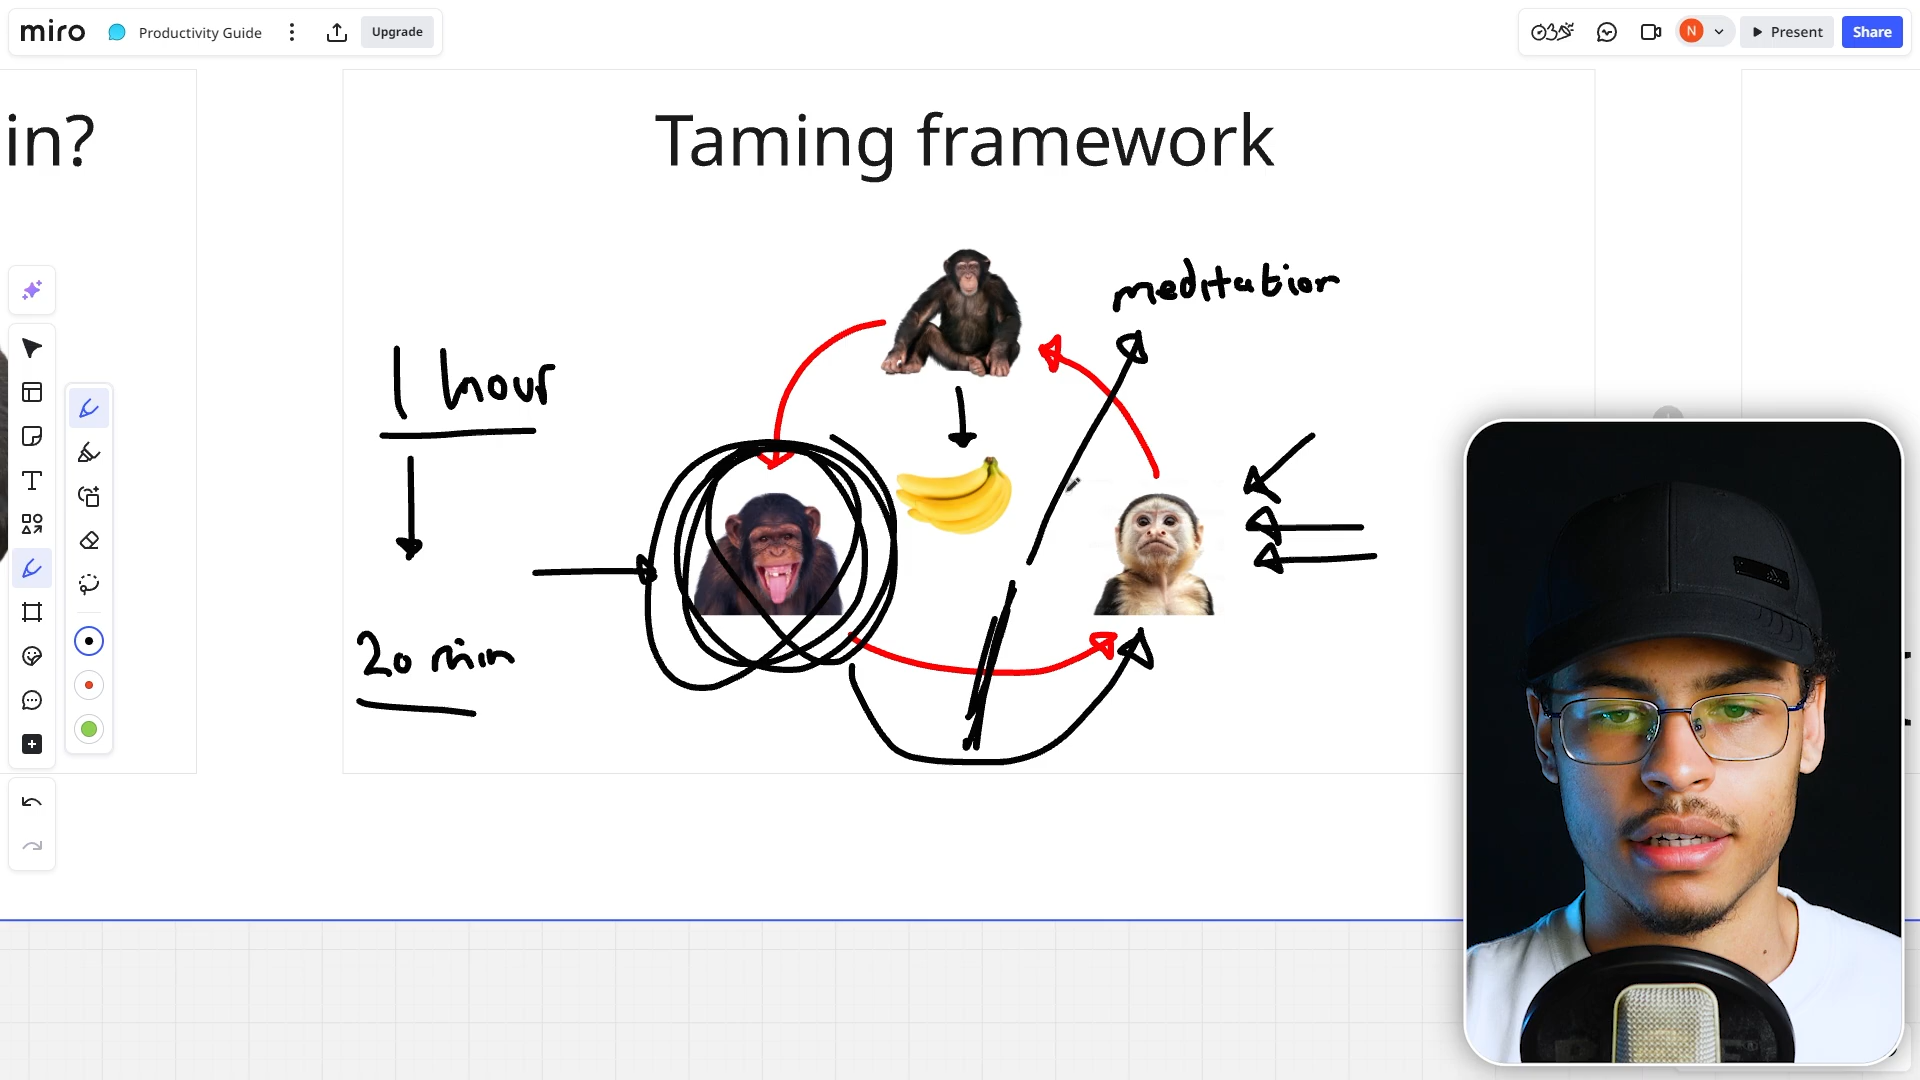 miro
Productivity Guide
Upgrade
N
Present
Share
in?
Taming framework
meditation
1 hour
20 min